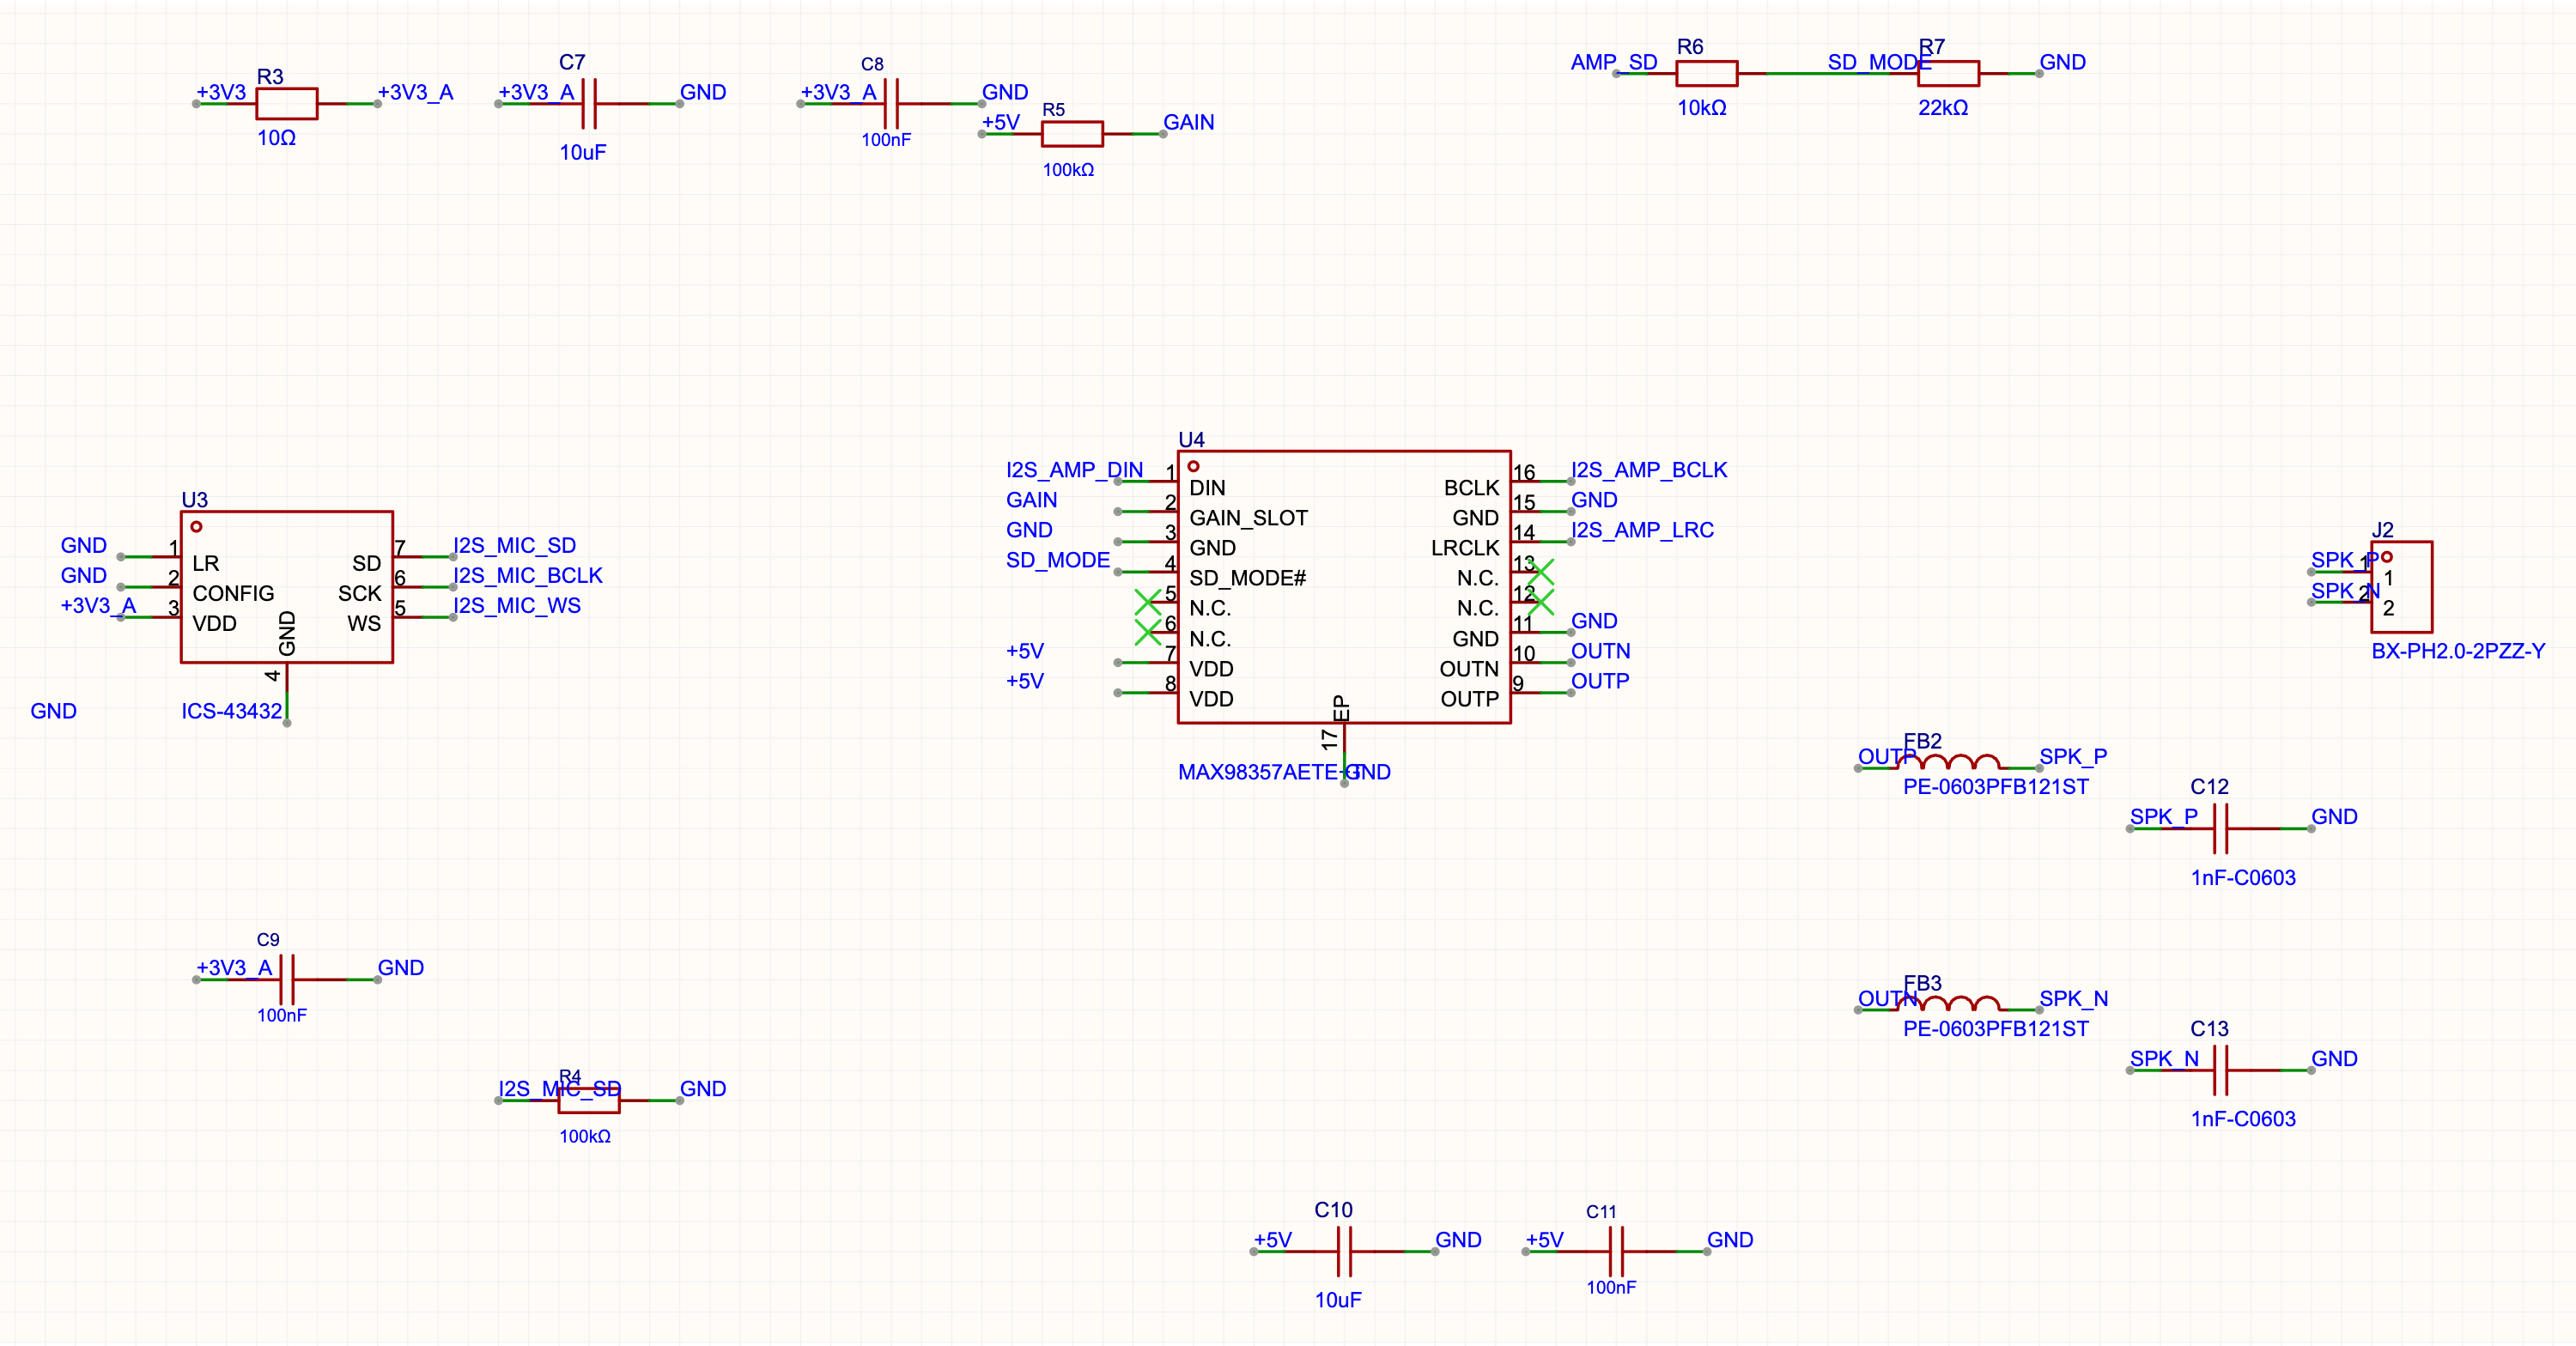 R3
+3V3
+3V3_A
10Ω
C7
+3V3_A
GND
10uF
C8
+3V3_A
GND
100nF
R5
+5V
GAIN
100kΩ
R6
AMP_SD
10kΩ
SD_MODE
R7
GND
22kΩ
U3
GND
1
LR
GND
2
CONFIG
+3V3_A
3
VDD
GND
4
GND
ICS-43432
7
SD
I2S_MIC_SD
6
SCK
I2S_MIC_BCLK
5
WS
I2S_MIC_WS
U4
I2S_AMP_DIN
1
DIN
GAIN
2
GAIN_SLOT
GND
3
GND
SD_MODE
4
SD_MODE#
5
N.C.
6
N.C.
+5V
7
VDD
+5V
8
VDD
16
BCLK
I2S_AMP_BCLK
15
GND
GND
14
LRCLK
I2S_AMP_LRC
13
N.C.
12
N.C.
11
GND
GND
10
OUTN
OUTN
9
OUTP
OUTP
EP
17
MAX98357AETE+T
GND
J2
SPK_P
1
1
SPK_N
2
2
BX-PH2.0-2PZZ-Y
FB2
OUTP
SPK_P
PE-0603PFB121ST
C12
SPK_P
GND
1nF-C0603
C9
+3V3_A
GND
100nF
FB3
OUTN
SPK_N
PE-0603PFB121ST
C13
SPK_N
GND
1nF-C0603
R4
I2S_MIC_SD
GND
100kΩ
C10
+5V
GND
10uF
C11
+5V
GND
100nF